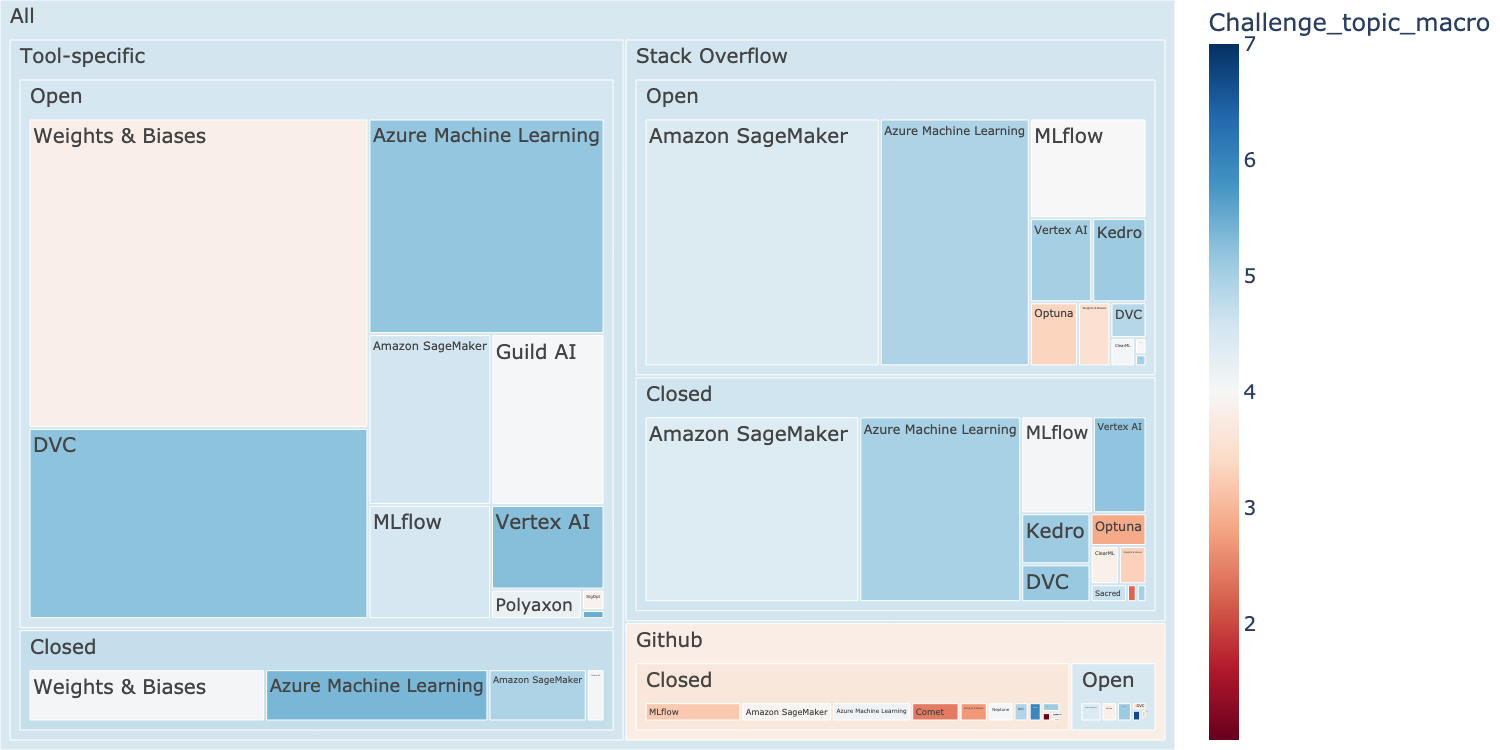 All
Tool-specific
Open
Weights & Biases
Azure Machine Learning
DVC
Amazon SageMaker
Guild AI
MLflow
Vertex AI
Polyaxon
SigOpt
Closed
Weights & Biases
Azure Machine Learning
Amazon SageMaker
Stack Overflow
Open
Amazon SageMaker
Azure Machine Learning
MLflow
Vertex AI
Kedro
Optuna
Weights & Biases
DVC
ClearML
Closed
Amazon SageMaker
Azure Machine Learning
MLflow
Vertex AI
Kedro
Optuna
DVC
ClearML
Weights & Biases
Sacred
Github
Closed
MLflow
Amazon SageMaker
Azure Machine Learning
Comet
Neptune
Open
DVC
Challenge_topic_macro
7
6
5
4
3
2